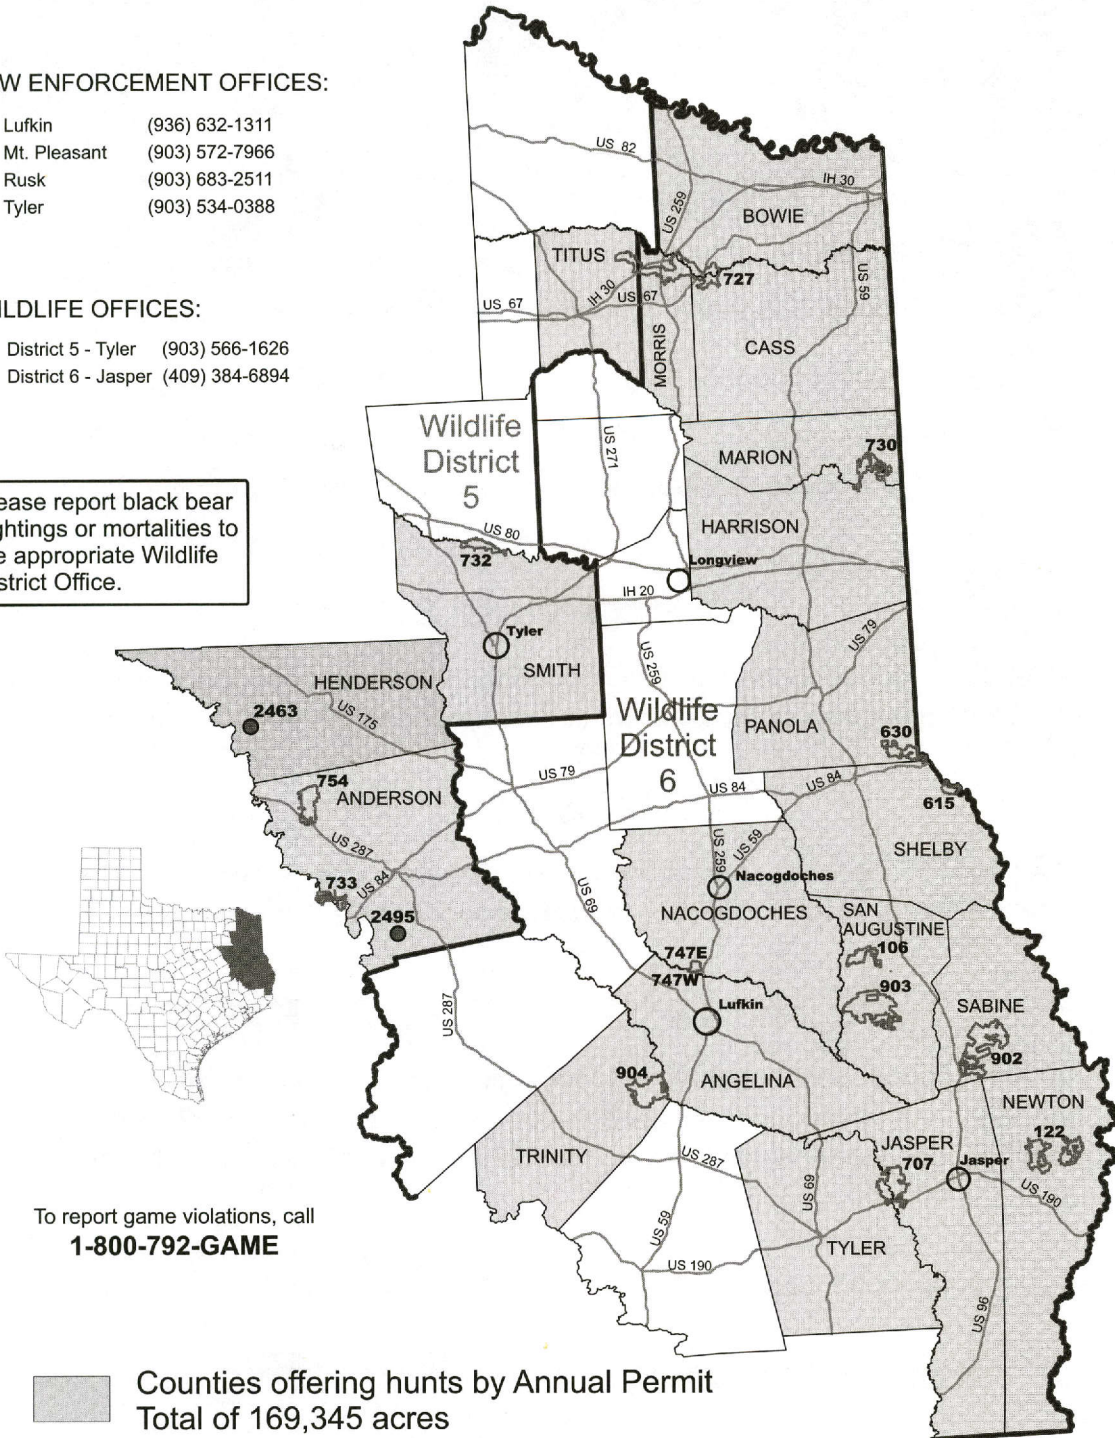 W ENFORCEMENT OFFICES:
Lufkin (936) 632-1311
Mt. Pleasant (903) 572-7966
Rusk (903) 683-2511
Tyler (903) 534-0388
ILDLIFE OFFICES:
District 5 - Tyler (903) 566-1626
District 6 - Jasper (409) 384-6894
ease report black bear
ghtings or mortalities to
e appropriate Wildlife
strict Office.
US 82
US 259
IH 30
BOWIE
TITUS
727
US 59
US 67
IH 30
US 67
MORRIS
CASS
Wildlife
District
5
US 271
MARION
730
US 80
HARRISON
732
Longview
IH 20
Tyler
SMITH
US 259
US 79
HENDERSON
2463
US 175
Wildlife
District
6
PANOLA
630
754
ANDERSON
US 79
US 84
US 84
615
US 287
US 259
US 59
SHELBY
733
US 84
US 69
Nacogdoches
NACOGDOCHES
2495
SAN
AUGUSTINE
106
747E
747W
903
US 287
Lufkin
SABINE
902
904
ANGELINA
NEWTON
122
TRINITY
US 287
US 69
JASPER
707
Jasper
US 190
US 59
TYLER
US 190
US 96
To report game violations, call
1-800-792-GAME
Counties offering hunts by Annual Permit
Total of 169,345 acres